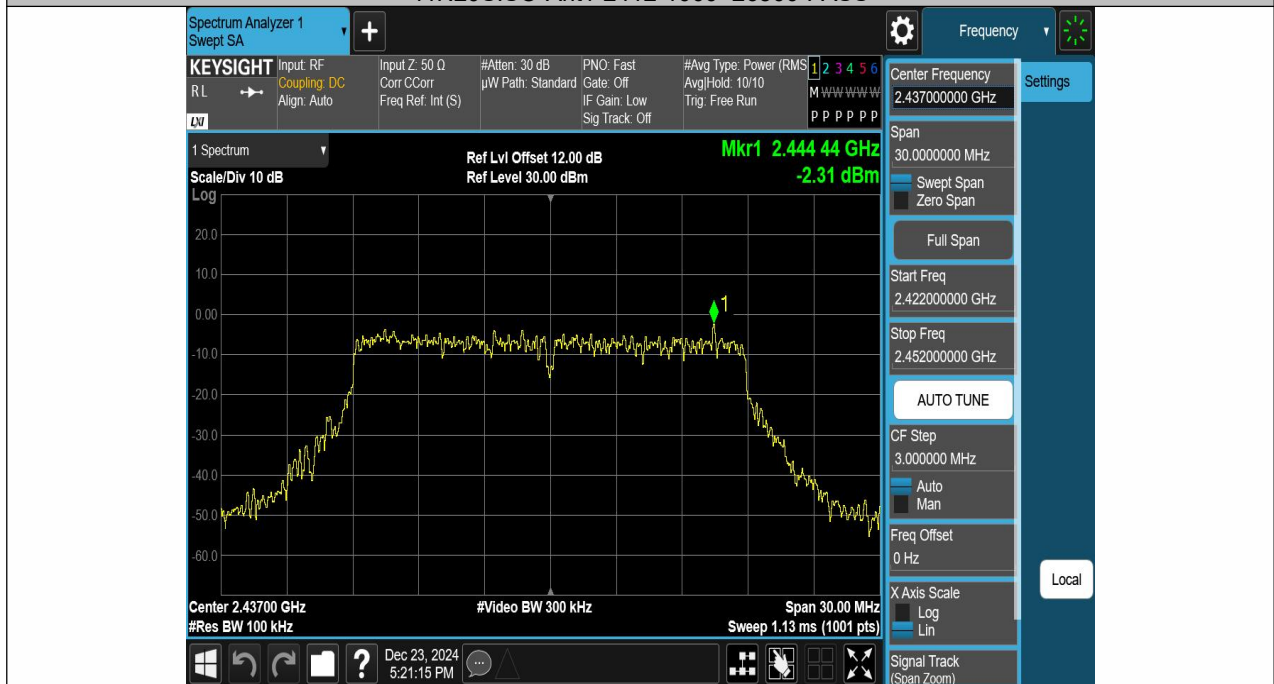 Spectrum Analyzer 1
Swept SA
+
Frequency
KEYSIGHT
RL
LXI
Input: RF
Coupling: DC
Align: Auto
Input Z: 50 Ω
Corr CCorr
Freq Ref: Int (S)
#Atten: 30 dB
µW Path: Standard
PNO: Fast
Gate: Off
IF Gain: Low
Sig Track: Off
#Avg Type: Power (RMS
Avg|Hold: 10/10
Trig: Free Run
1 2 3 4 5 6
M W W W W W
P P P P P P
1 Spectrum
Scale/Div 10 dB
Log
Ref Lvl Offset 12.00 dB
Ref Level 30.00 dBm
Mkr1 2.444 44 GHz
-2.31 dBm
20.0
10.0
0.00
-10.0
-20.0
-30.0
-40.0
-50.0
-60.0
1
Center 2.43700 GHz
#Res BW 100 kHz
#Video BW 300 kHz
Span 30.00 MHz
Sweep 1.13 ms (1001 pts)
Dec 23, 2024
5:21:15 PM
?
Center Frequency
2.437000000 GHz
Settings
Span
30.0000000 MHz
Swept Span
Zero Span
Full Span
Start Freq
2.422000000 GHz
Stop Freq
2.452000000 GHz
AUTO TUNE
CF Step
3.000000 MHz
Auto
Man
Freq Offset
0 Hz
Local
X Axis Scale
Log
Lin
Signal Track
(Span Zoom)